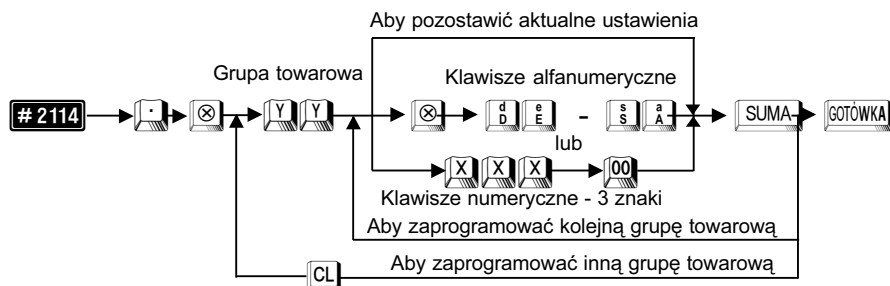 Aby pozostawić aktualne ustawienia
Grupa towarowa
Klawisze alfanumeryczne
# 2114 · ⊗ Y Y ⊗ d D e E - s S a A SUMA GOTÓWKA
lub
X X X 00
Klawisze numeryczne - 3 znaki
Aby zaprogramować kolejną grupę towarową
Aby zaprogramować inną grupę towarową
CL